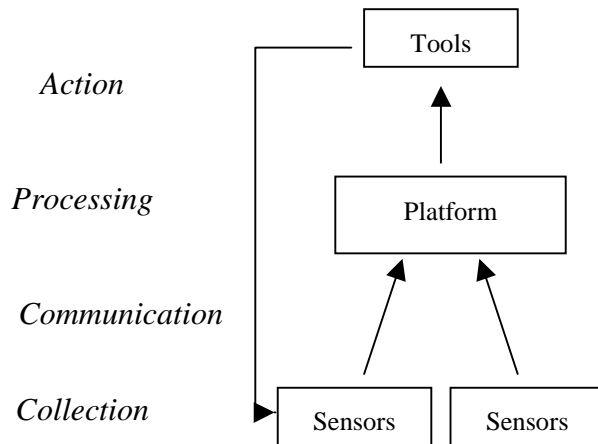 Tools
Action
Processing
Platform
Communication
Collection
Sensors
Sensors